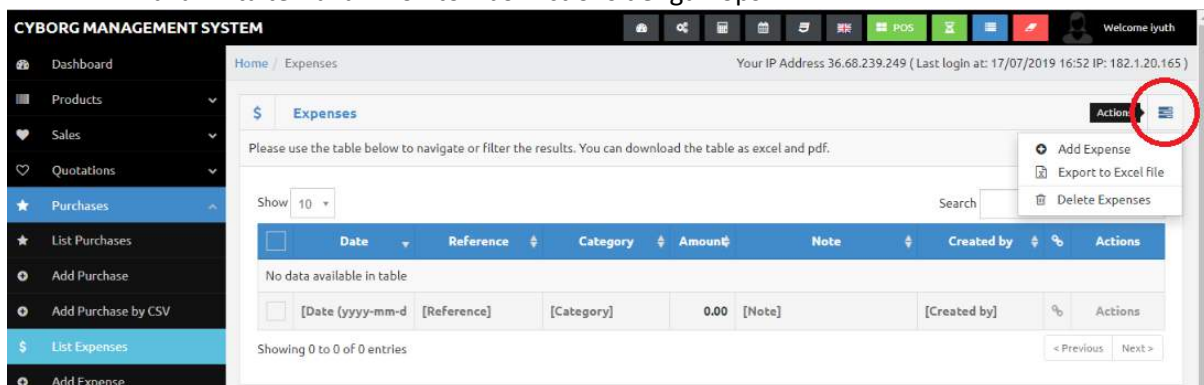 CYBORG MANAGEMENT SYSTEM
POS
Welcome iyuth
Dashboard
Products
Sales
Quotations
Purchases
List Purchases
Add Purchase
Add Purchase by CSV
List Expenses
Add Expense
Home / Expenses
Your IP Address 36.68.239.249 ( Last login at: 17/07/2019 16:52 IP: 182.1.20.165 )
$ Expenses
Actions
Please use the table below to navigate or filter the results. You can download the table as excel and pdf.
Add Expense
Export to Excel file
Delete Expenses
Show 10
Search
Date Reference Category Amount Note Created by Actions
No data available in table
[Date (yyyy-mm-d [Reference] [Category] 0.00 [Note] [Created by] Actions
Showing 0 to 0 of 0 entries
< Previous Next >